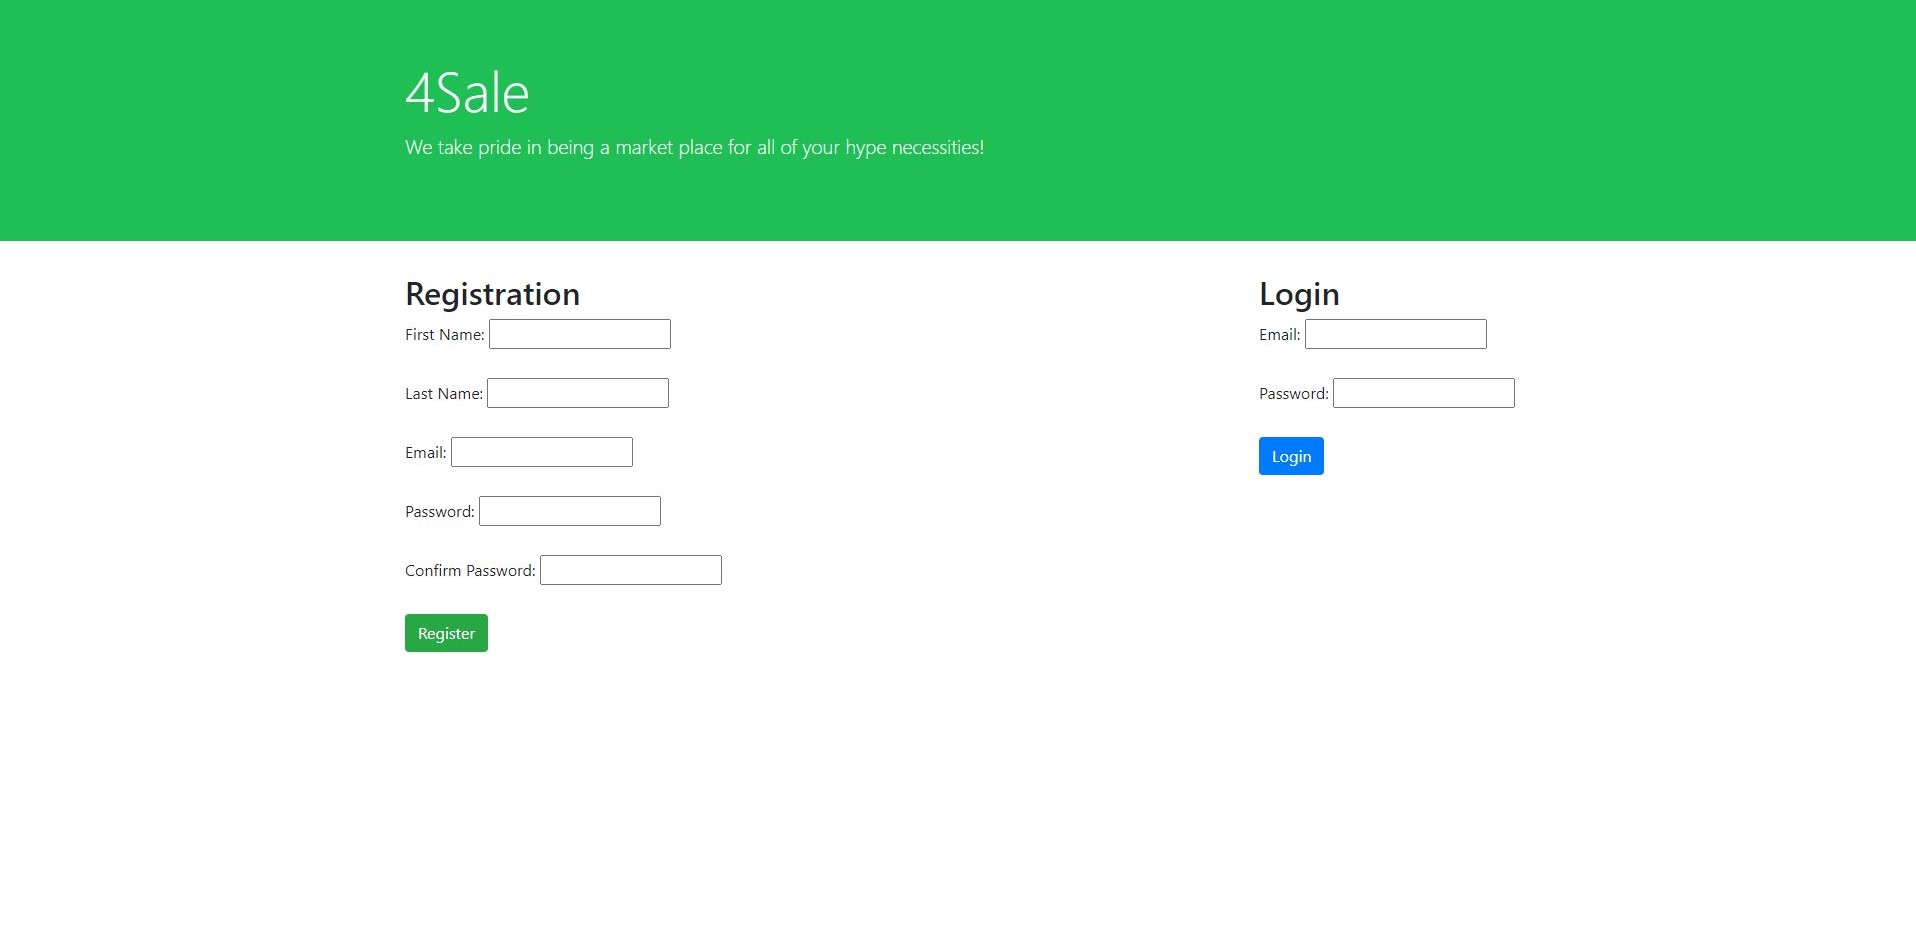 4Sale
We take pride in being a market place for all of your hype necessities!
Registration
First Name:
Last Name:
Email:
Password:
Confirm Password:
Register
Login
Email:
Password:
Login